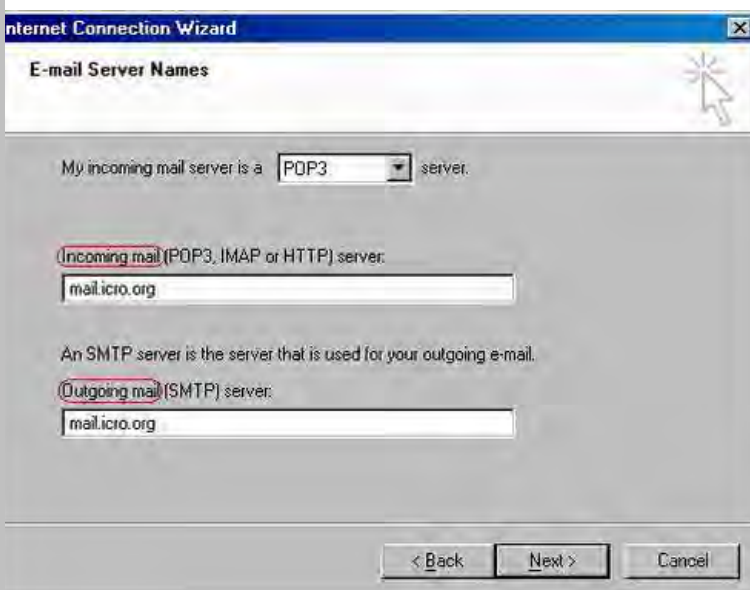 nternet Connection Wizard
E-mail Server Names
My incoming mail server is a POP3 server.
Incoming mail (POP3, IMAP or HTTP) server:
mail.icro.org
An SMTP server is the server that is used for your outgoing e-mail.
Outgoing mail (SMTP) server:
mail.icro.org
< Back Next > Cancel